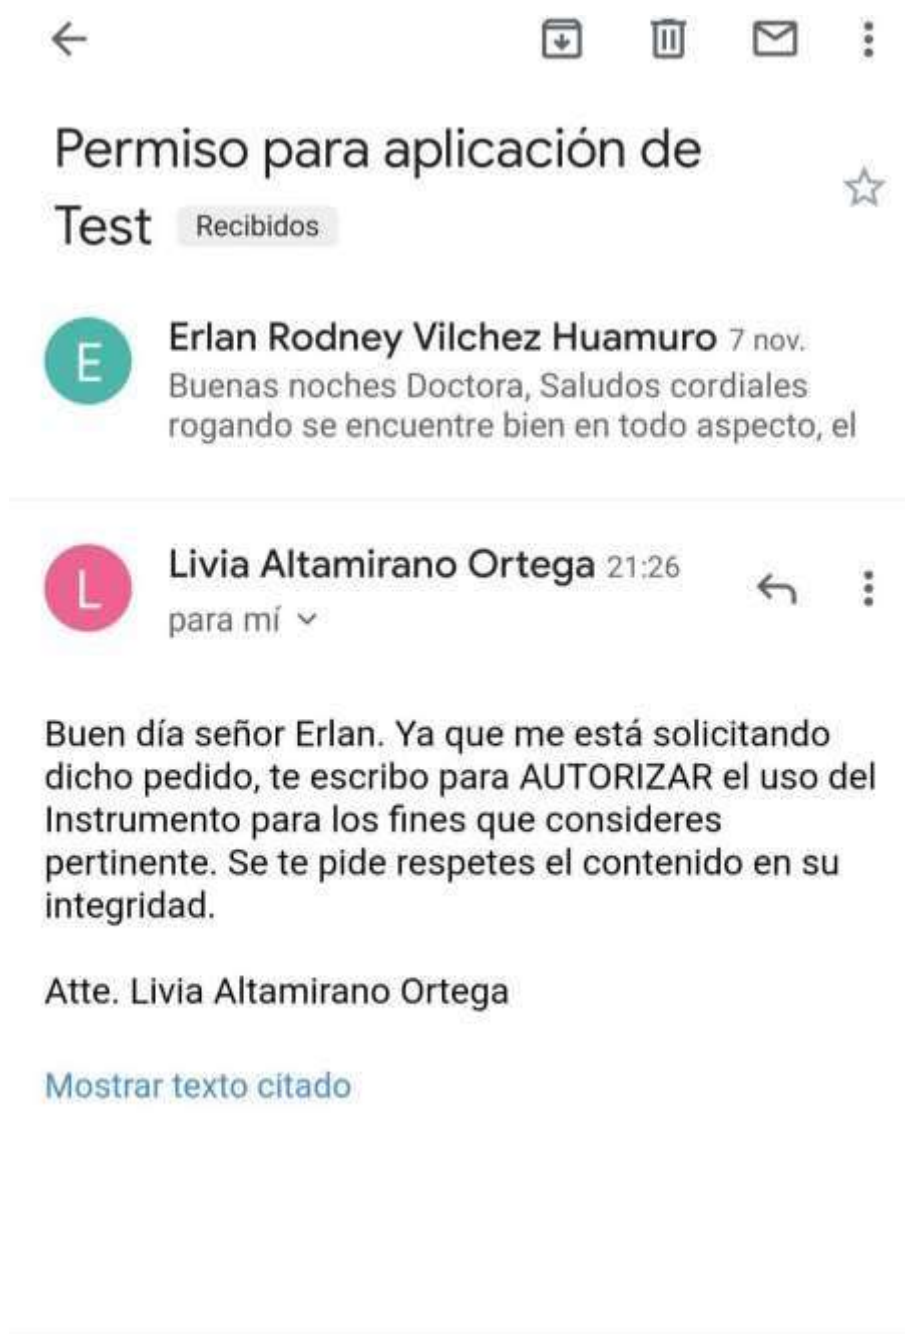 Permiso para aplicación de
Test Recibidos
E
Erlan Rodney Vilchez Huamuro 7 nov.
Buenas noches Doctora, Saludos cordiales
rogando se encuentre bien en todo aspecto, el
L
Livia Altamirano Ortega 21:26
para mí
Buen día señor Erlan. Ya que me está solicitando
dicho pedido, te escribo para AUTORIZAR el uso del
Instrumento para los fines que consideres
pertinente. Se te pide respetes el contenido en su
integridad.
Atte. Livia Altamirano Ortega
Mostrar texto citado